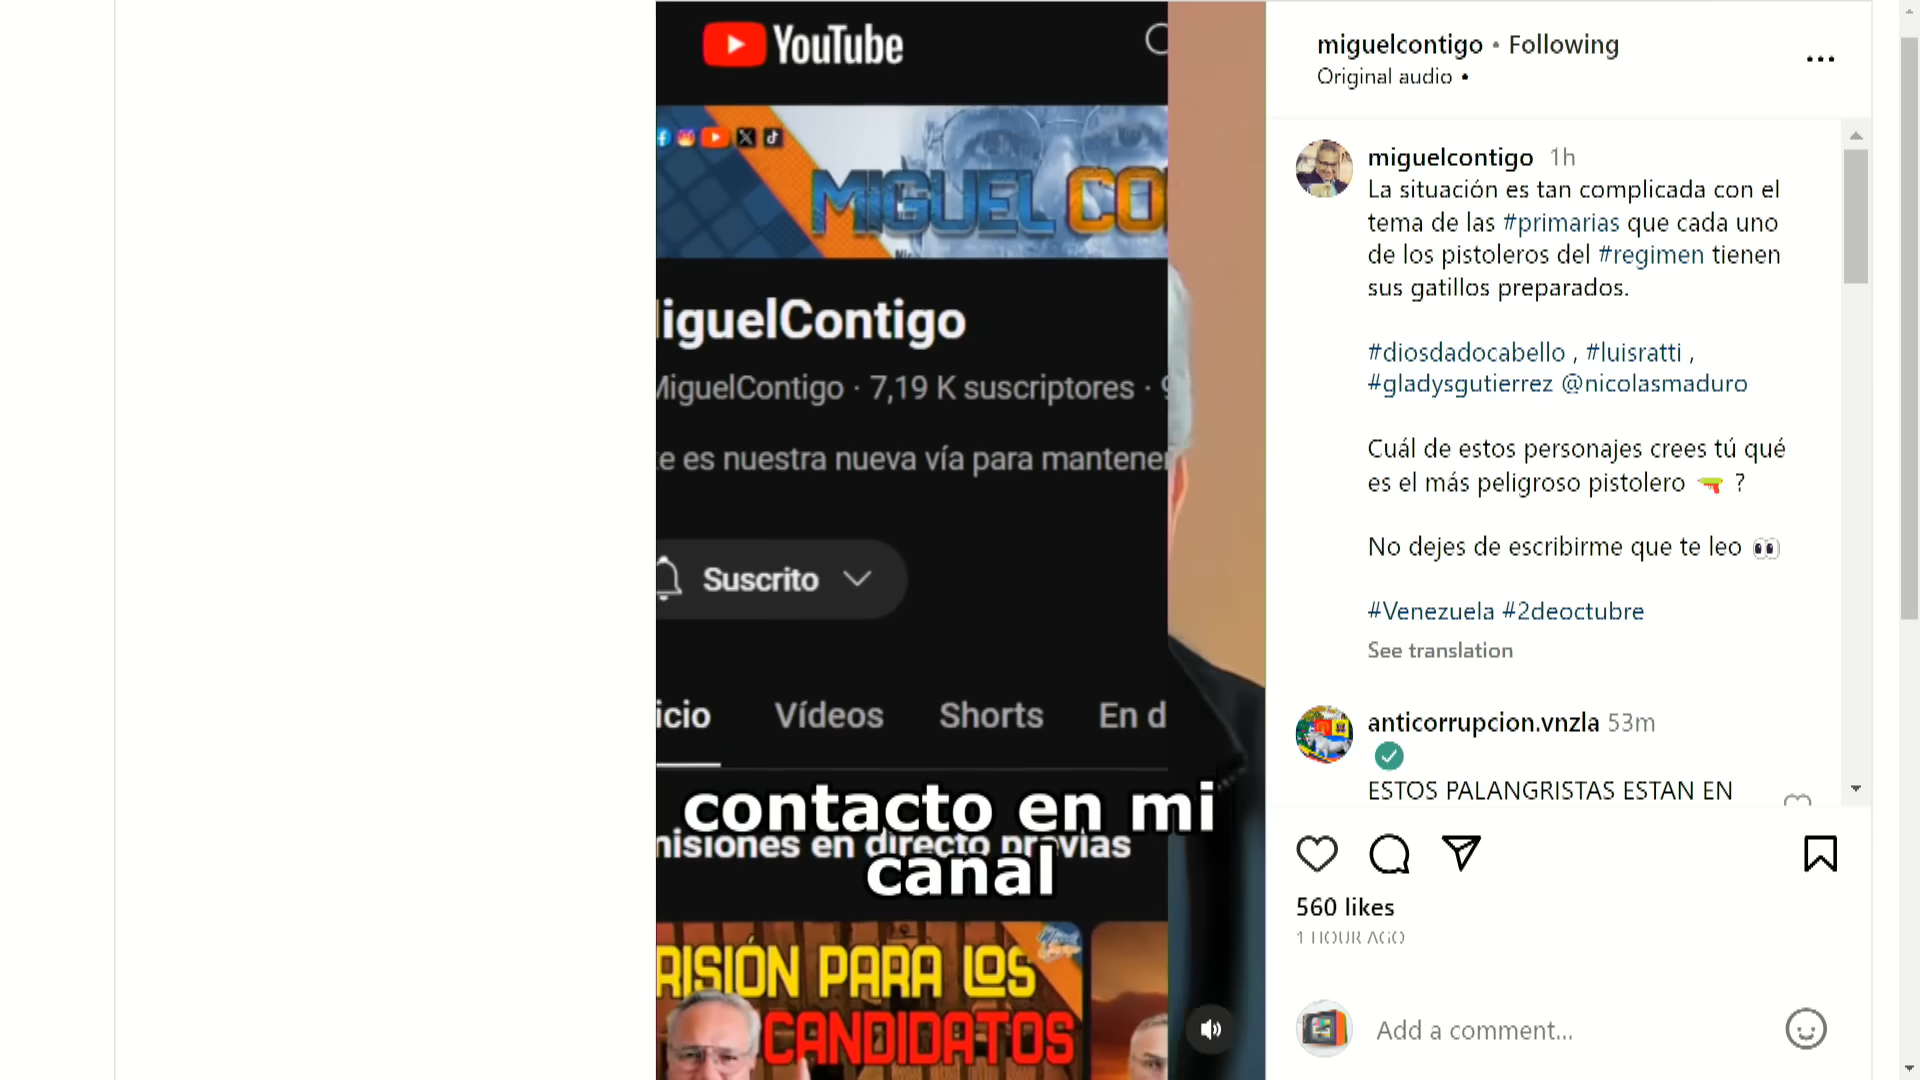 YouTube
MIGUEL CO
iguelContigo
MiguelContigo · 7,19 K suscriptores ·
e es nuestra nueva vía para mantener
Suscrito
icio Vídeos Shorts En d
contacto en mi
canal
misiones en directo previas
RISIÓN PARA LOS
CANDIDATOS
miguelcontigo • Following
Original audio •
miguelcontigo 1h
La situación es tan complicada con el
tema de las #primarias que cada uno
de los pistoleros del #regimen tienen
sus gatillos preparados.
#diosdadocabello , #luisratti ,
#gladysgutierrez @nicolasmaduro
Cuál de estos personajes crees tú qué
es el más peligroso pistolero 🔫 ?
No dejes de escribirme que te leo 👀
#Venezuela #2deoctubre
See translation
anticorrupcion.vnzla 53m
ESTOS PALANGRISTAS ESTAN EN
560 likes
1 HOUR AGO
Add a comment...